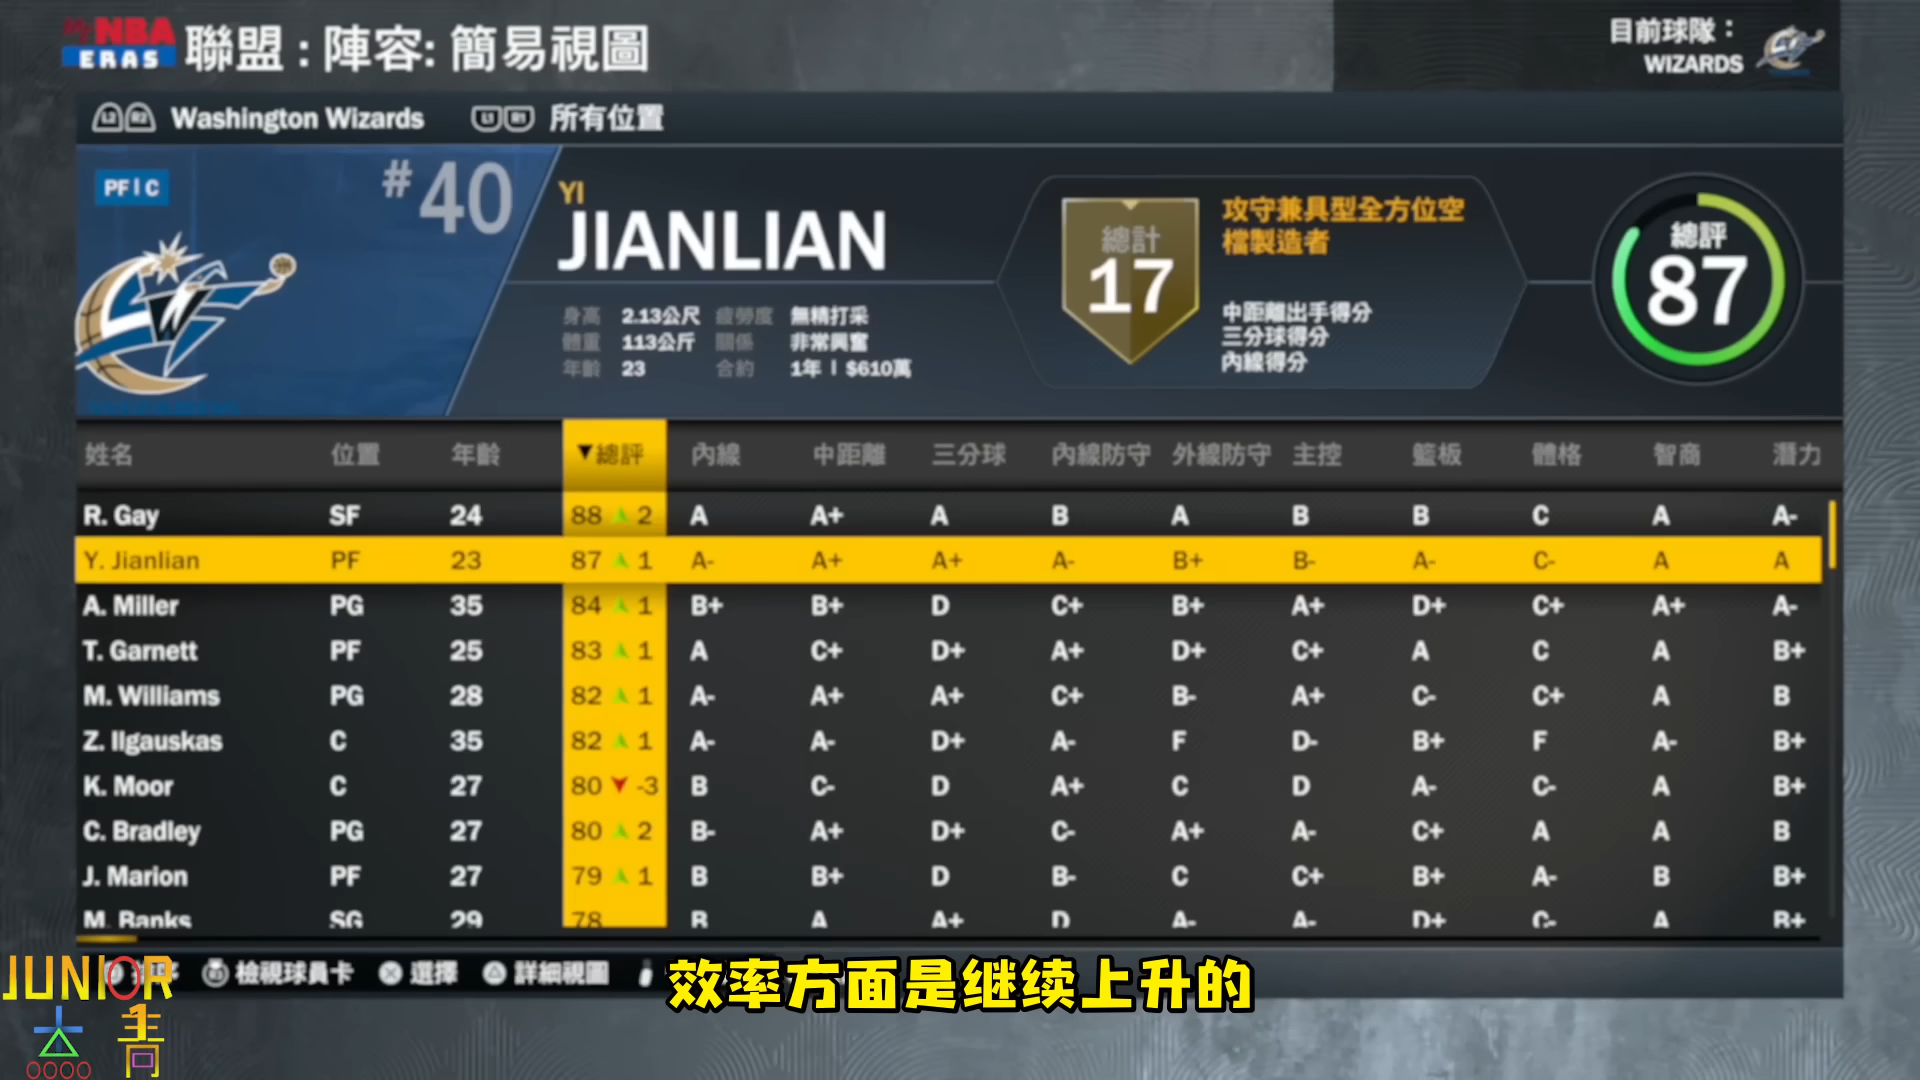 NBA
ERAS
聯盟 : 陣容: 簡易視圖
目前球隊：
WIZARDS
L2 R2 Washington Wizards L1 R1 所有位置
PF | C
#40
YI
JIANLIAN
身高 2.13公尺 疲勞度 無精打采
體重 113公斤 關係 非常興奮
年齡 23 合約 1年 | $610萬
總計
17
攻守兼具型全方位空
檔製造者
中距離出手得分
三分球得分
內線得分
總評
87
姓名 位置 年齡 ▼總評 內線 中距離 三分球 內線防守 外線防守 主控 籃板 體格 智商 潛力
R. Gay SF 24 88 ▲ 2 A A+ A B A B B C A A-
Y. Jianlian PF 23 87 ▲ 1 A- A+ A+ A- B+ B- A- C- A A
A. Miller PG 35 84 ▲ 1 B+ B+ D C+ B+ A+ D+ C+ A+ A-
T. Garnett PF 25 83 ▲ 1 A C+ D+ A+ D+ C+ A C A B+
M. Williams PG 28 82 ▲ 1 A- A+ A+ C+ B- A+ C- C+ A B
Z. Ilgauskas C 35 82 ▲ 1 A- A- D+ A- F D- B+ F A- B+
K. Moor C 27 80 ▼ -3 B C- D A+ C D A- C- A B+
C. Bradley PG 27 80 ▲ 2 B- A+ D+ C- A+ A- C+ A A B
J. Marion PF 27 79 ▲ 1 B B+ D B- C C+ B+ A- B B+
M. Banks SG 29 78 B A A+ D A- A- D+ C- A B+
檢視球員卡 選擇 詳細視圖
效率方面是继续上升的
JUNIOR